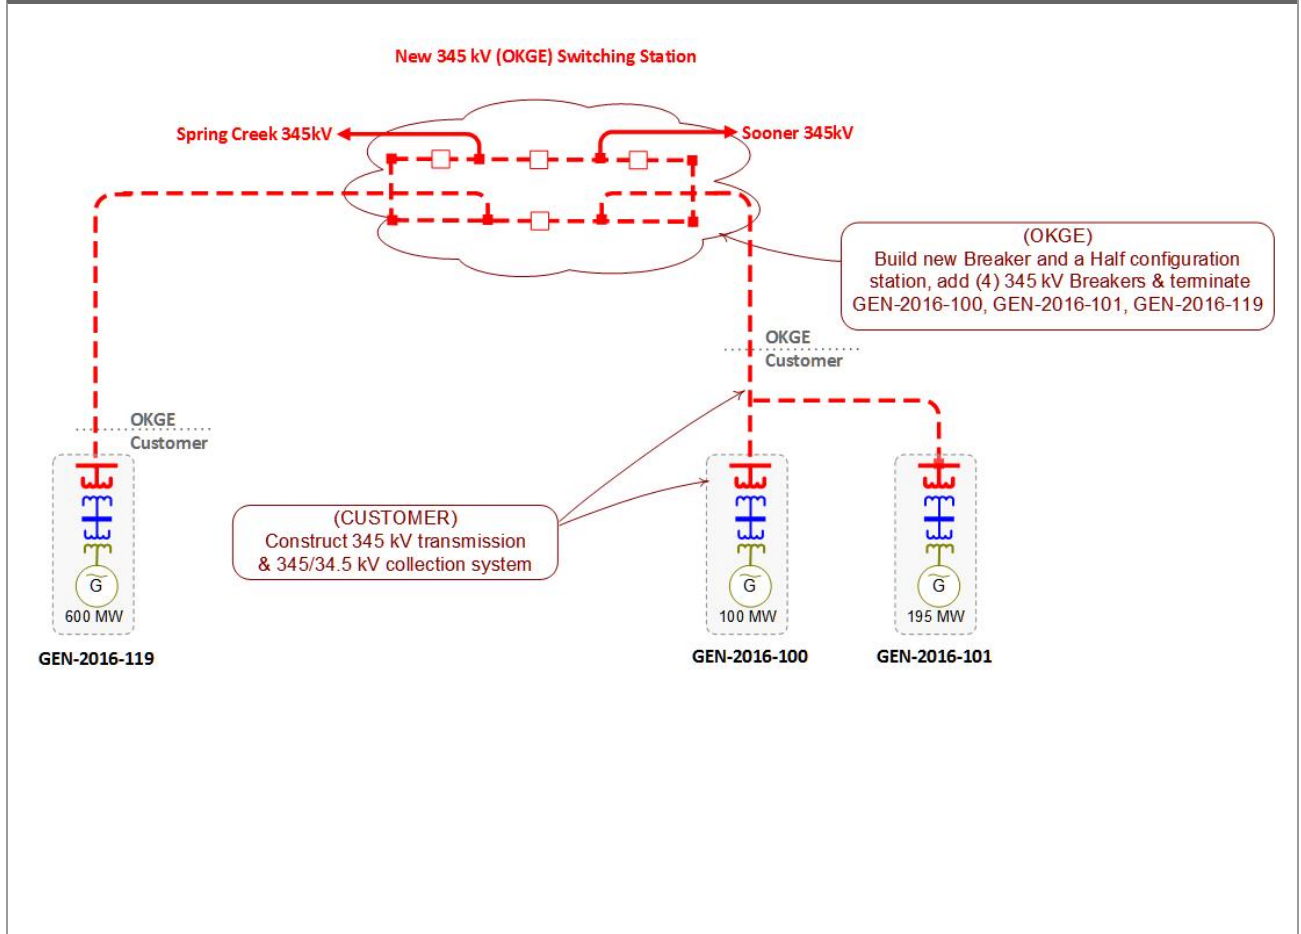 New 345 kV (OKGE) Switching Station
Spring Creek 345kV
Sooner 345kV
(OKGE)
Build new Breaker and a Half configuration
station, add (4) 345 kV Breakers & terminate
GEN-2016-100, GEN-2016-101, GEN-2016-119
OKGE
Customer
OKGE
Customer
(CUSTOMER)
Construct 345 kV transmission
& 345/34.5 kV collection system
G
600 MW
GEN-2016-119
G
100 MW
GEN-2016-100
G
195 MW
GEN-2016-101